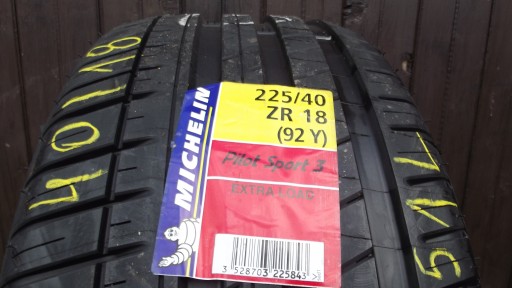 225/40
ZR 18
(92 Y)
MICHELIN
Pilot Sport 3
EXTRA LOAD
3 528703 225843